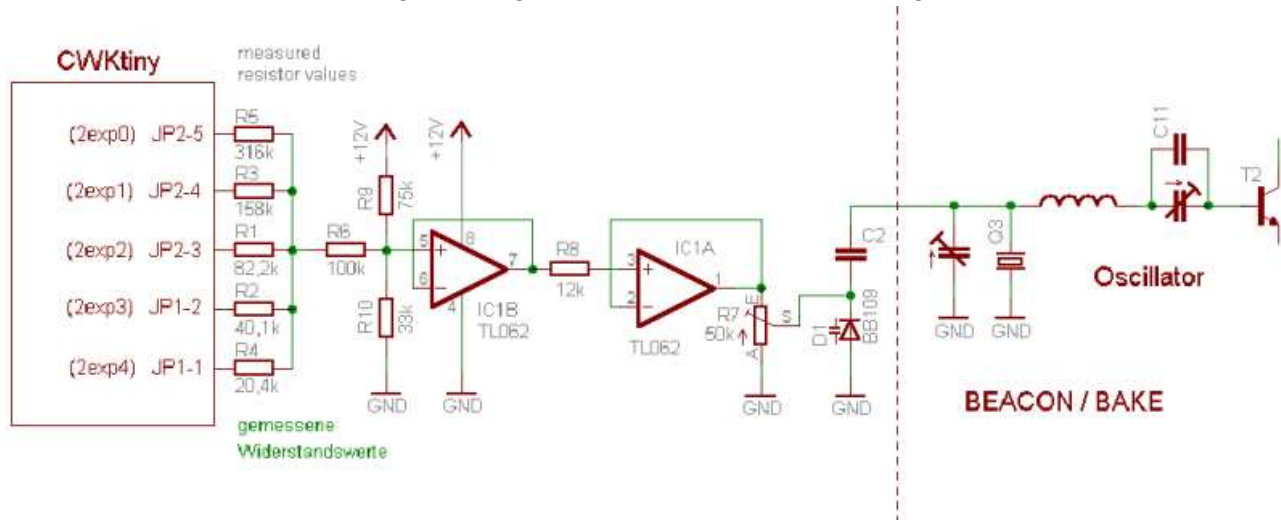 CWKtiny
measured
resistor values
(2exp0) JP2-5
R5
316k
(2exp1) JP2-4
R3
158k
(2exp2) JP2-3
R1
82,2k
(2exp3) JP1-2
R2
40,1k
(2exp4) JP1-1
R4
20,4k
gemessene
Widerstandswerte
R6
100k
+12V
R9
75k
R10
33k
GND
+12V
5
6
8
4
7
+
-
IC1B
TL062
GND
R8
12k
IC1A
3
2
1
+
-
TL062
R7
50k
E
S
A
GND
C2
D1
BB109
GND
GND
Q3
GND
C11
T2
Oscillator
BEACON / BAKE